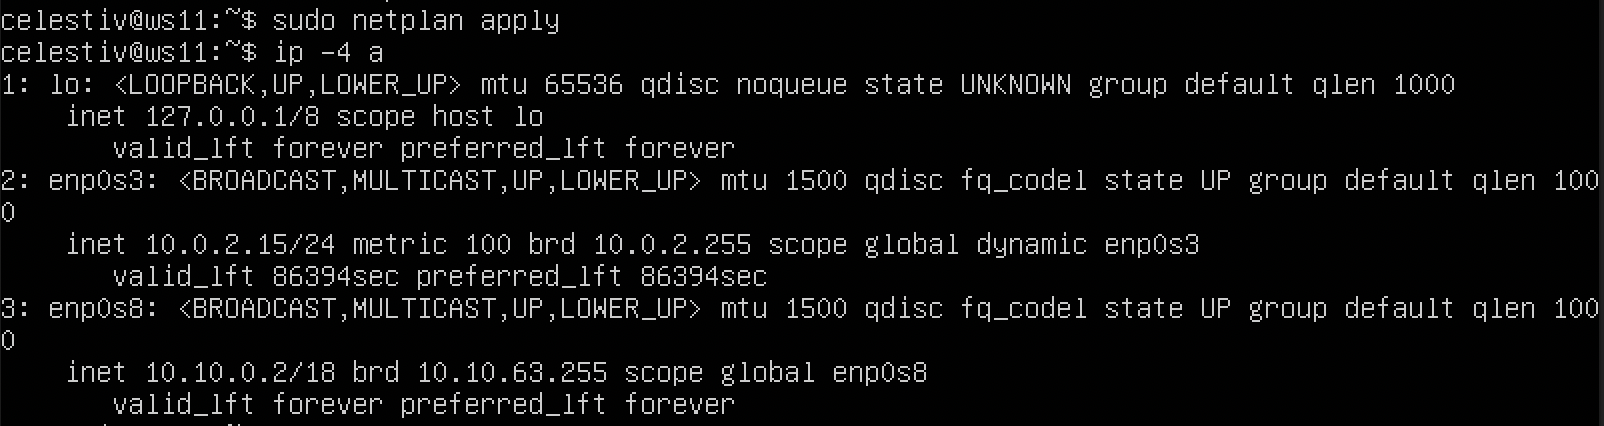 celestiv@ws11:~$ sudo netplan apply
celestiv@ws11:~$ ip -4 a
1: lo: <LOOPBACK,UP,LOWER_UP> mtu 65536 qdisc noqueue state UNKNOWN group default qlen 1000
    inet 127.0.0.1/8 scope host lo
       valid_lft forever preferred_lft forever
2: enp0s3: <BROADCAST,MULTICAST,UP,LOWER_UP> mtu 1500 qdisc fq_codel state UP group default qlen 100
0
    inet 10.0.2.15/24 metric 100 brd 10.0.2.255 scope global dynamic enp0s3
       valid_lft 86394sec preferred_lft 86394sec
3: enp0s8: <BROADCAST,MULTICAST,UP,LOWER_UP> mtu 1500 qdisc fq_codel state UP group default qlen 100
0
    inet 10.10.0.2/18 brd 10.10.63.255 scope global enp0s8
       valid_lft forever preferred_lft forever